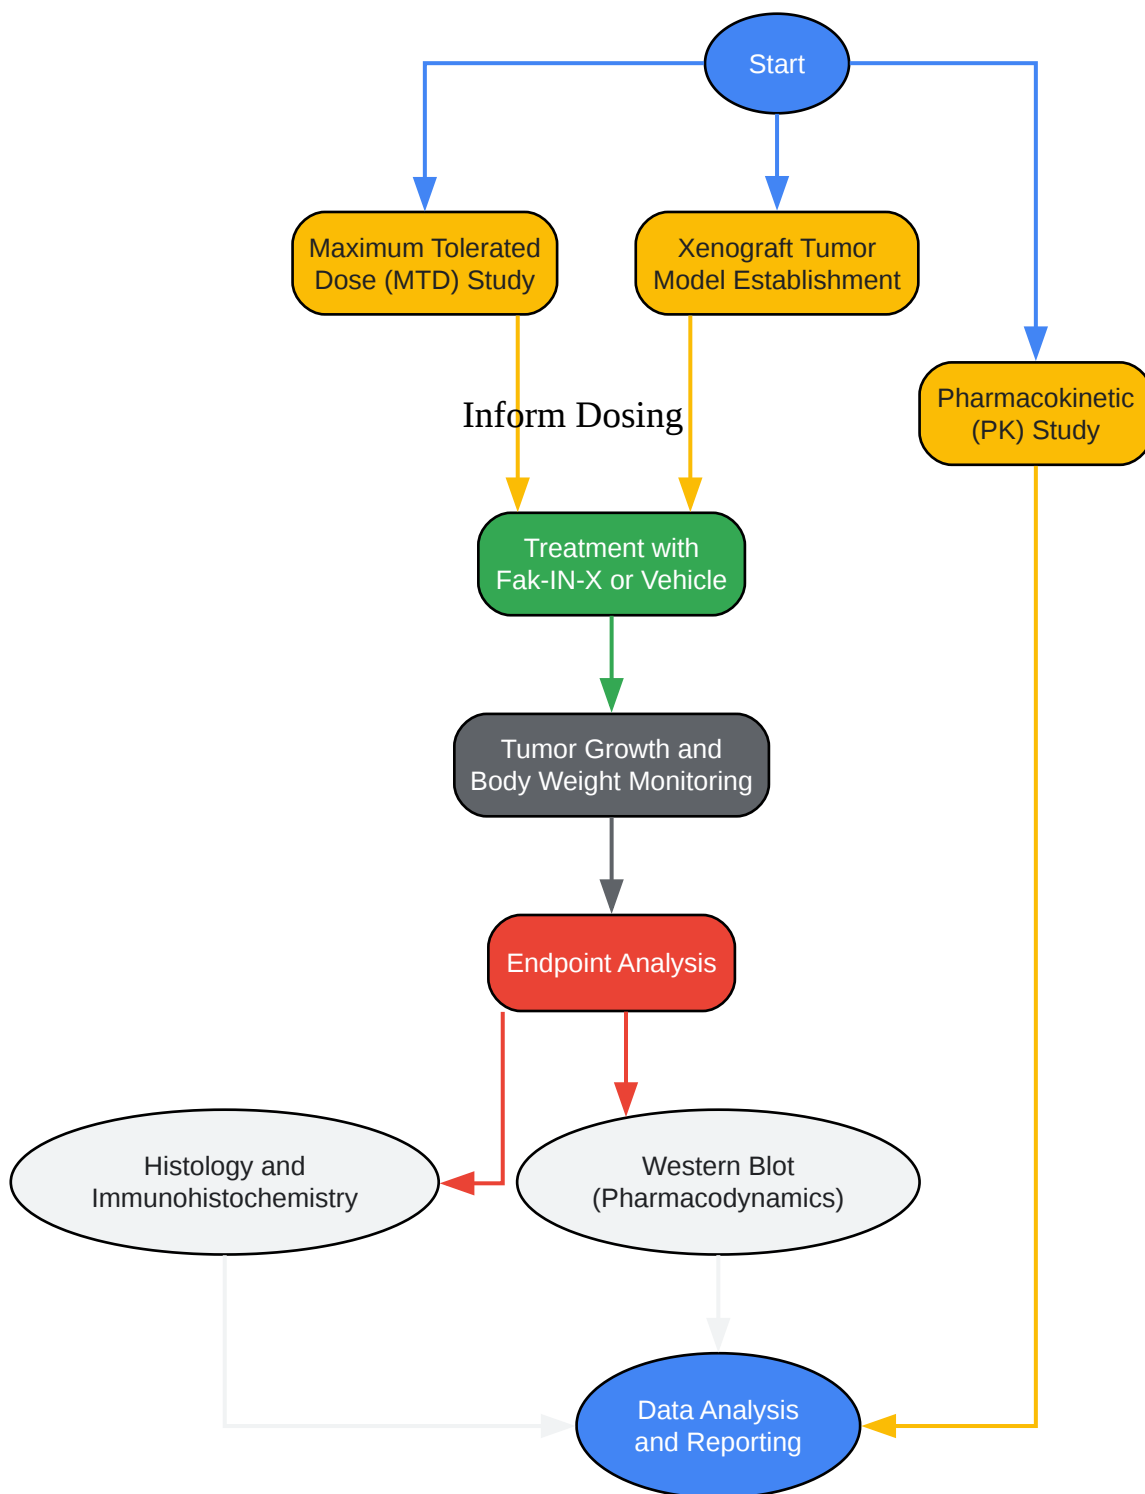 Start
Maximum Tolerated
Dose (MTD) Study
Xenograft Tumor
Model Establishment
Pharmacokinetic
(PK) Study
Inform Dosing
Treatment with
Fak-IN-X or Vehicle
Tumor Growth and
Body Weight Monitoring
Endpoint Analysis
Histology and
Immunohistochemistry
Western Blot
(Pharmacodynamics)
Data Analysis
and Reporting